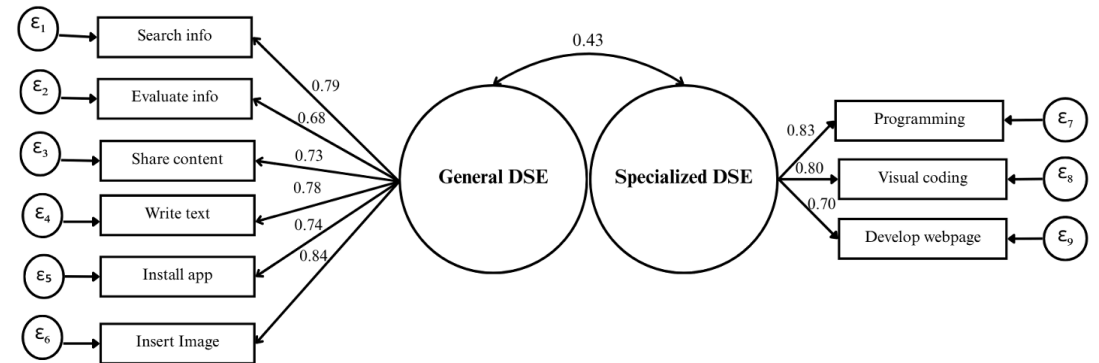 ε1
Search info
0.43
0.79
ε2
Evaluate info
0.68
Programming
ε7
0.83
ε3
Share content
0.73
General DSE
Specialized DSE
0.80
Visual coding
ε8
0.78
ε4
Write text
0.70
0.74
Develop webpage
ε9
ε5
Install app
0.84
ε6
Insert Image